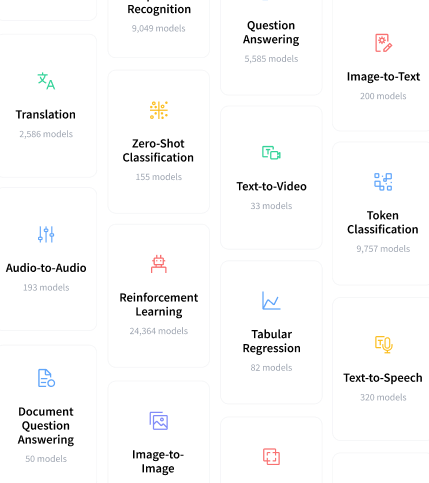 Translation
2,586 models
Audio-to-Audio
193 models
Document
Question
Answering
50 models
Recognition
9,049 models
Zero-Shot
Classification
155 models
Reinforcement
Learning
24,364 models
Image-to-
Image
Question
Answering
5,585 models
Text-to-Video
33 models
Tabular
Regression
82 models
Image-to-Text
200 models
Token
Classification
9,757 models
Text-to-Speech
320 models